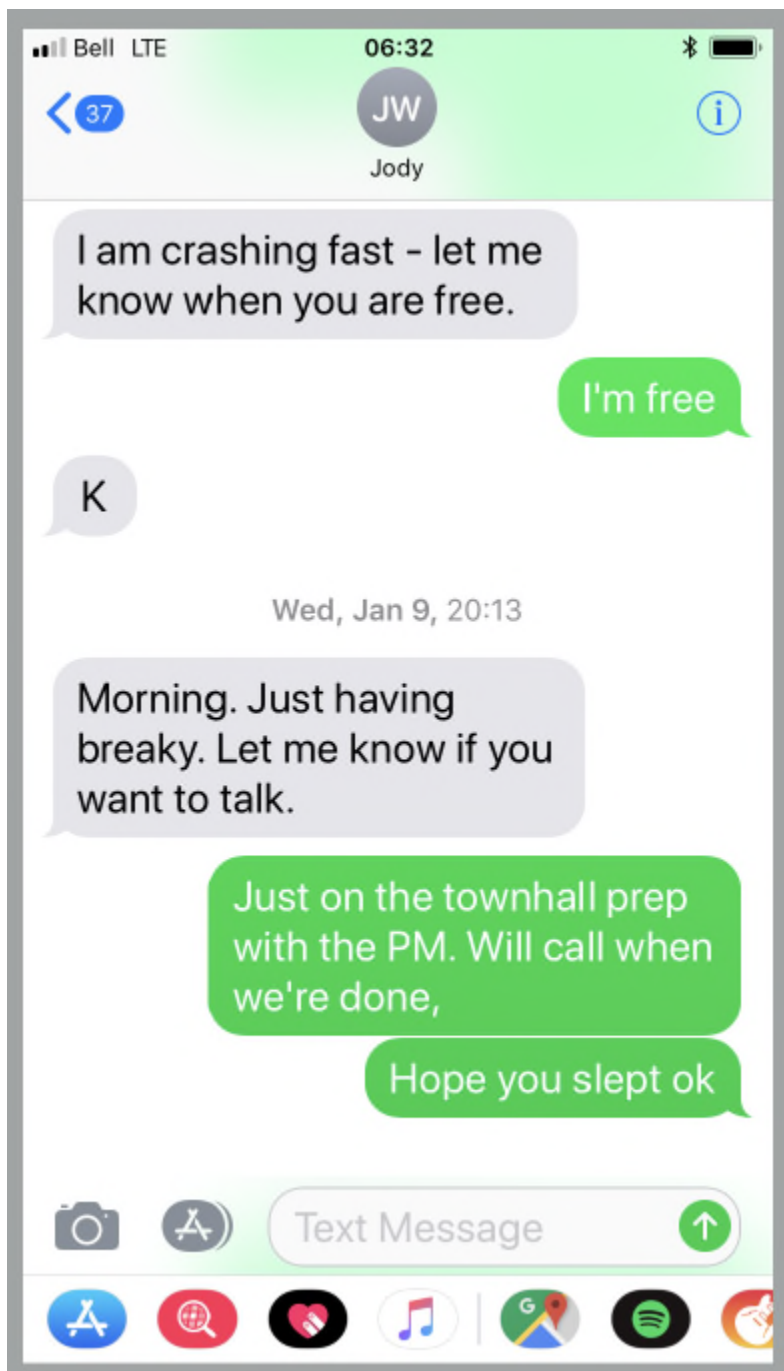 Bell LTE 06:32
37
JW
Jody
I am crashing fast - let me
know when you are free.
I'm free
K
Wed, Jan 9, 20:13
Morning. Just having
breaky. Let me know if you
want to talk.
Just on the townhall prep
with the PM. Will call when
we're done,
Hope you slept ok
Text Message
G